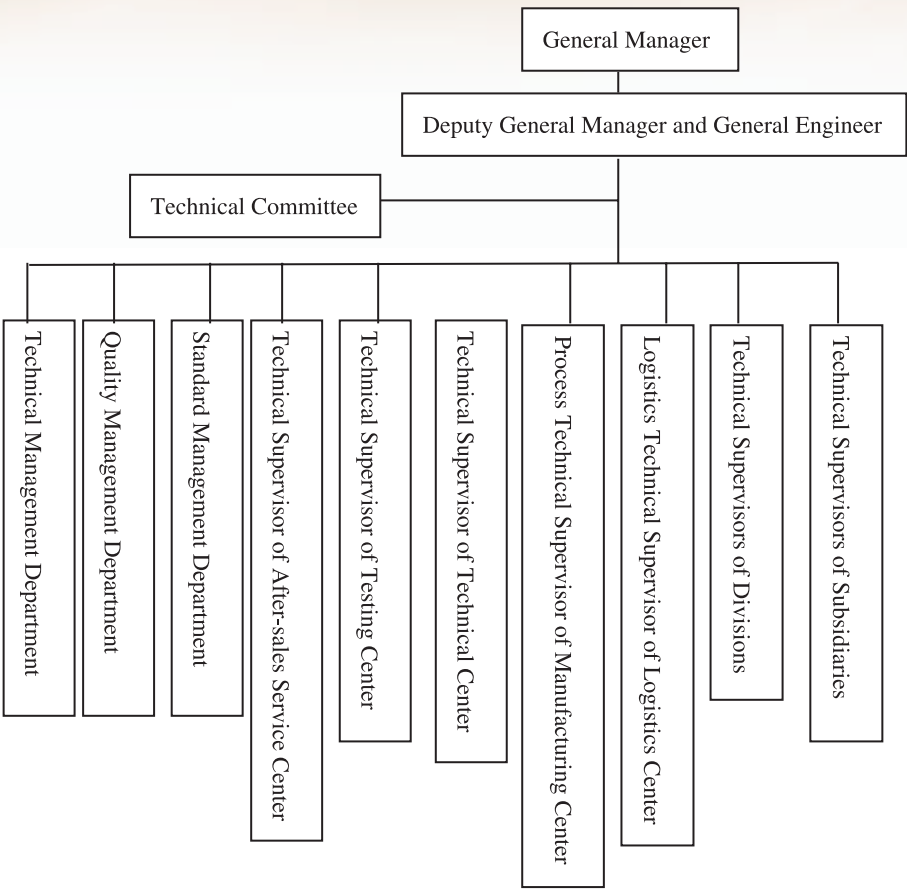 General Manager
Deputy General Manager and General Engineer
Technical Committee
Technical Management Department
Quality Management Department
Standard Management Department
Technical Supervisor of After-sales Service Center
Technical Supervisor of Testing Center
Technical Supervisor of Technical Center
Process Technical Supervisor of Manufacturing Center
Logistics Technical Supervisor of Logistics Center
Technical Supervisors of Divisions
Technical Supervisors of Subsidiaries